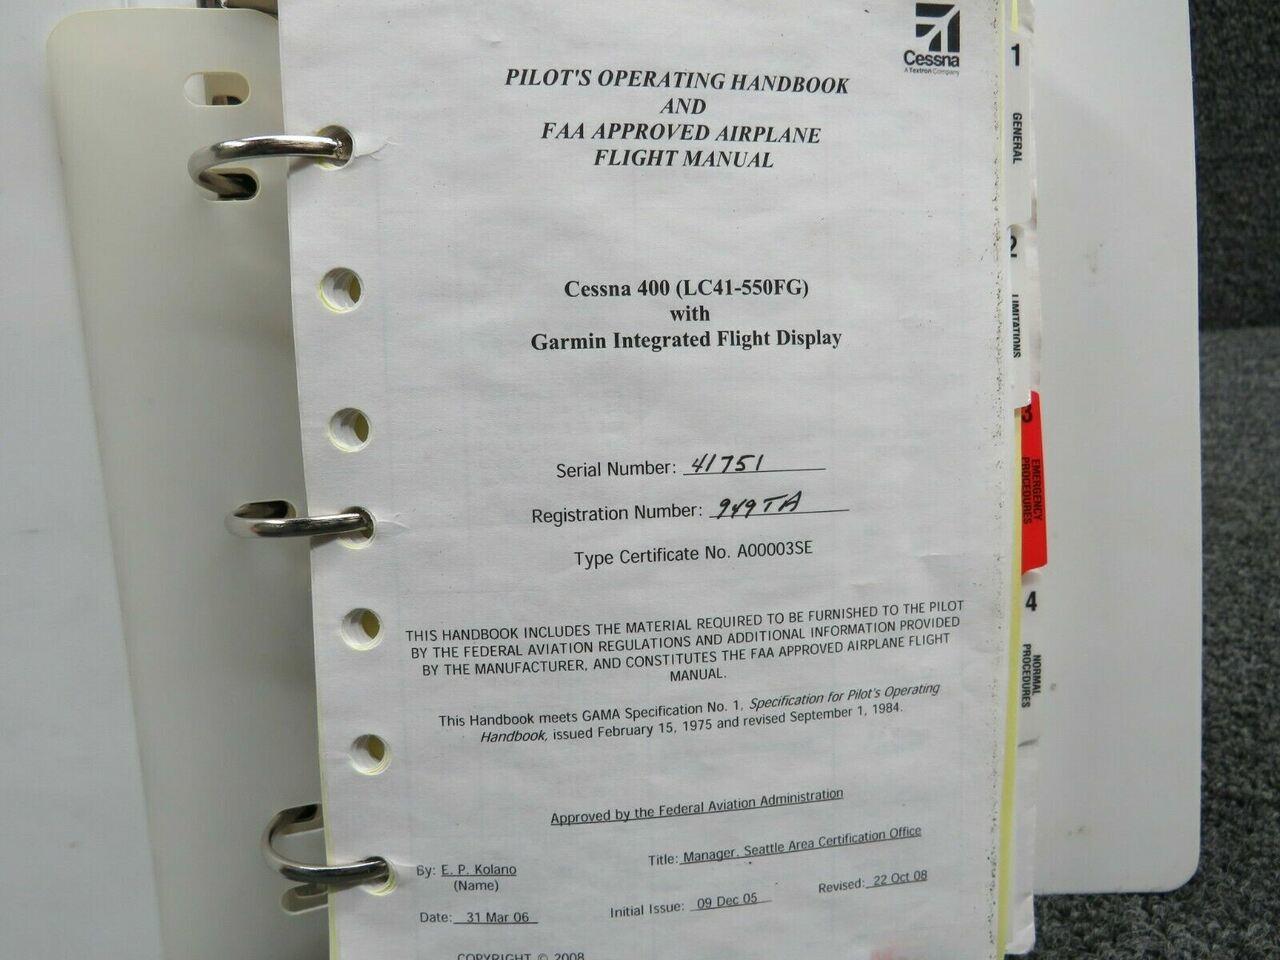 Cessna
A Textron Company
PILOT'S OPERATING HANDBOOK
AND
FAA APPROVED AIRPLANE
FLIGHT MANUAL
Cessna 400 (LC41-550FG)
with
Garmin Integrated Flight Display
Serial Number: 41751
Registration Number: 949TA
Type Certificate No. A00003SE
THIS HANDBOOK INCLUDES THE MATERIAL REQUIRED TO BE FURNISHED TO THE PILOT
BY THE FEDERAL AVIATION REGULATIONS AND ADDITIONAL INFORMATION PROVIDED
BY THE MANUFACTURER, AND CONSTITUTES THE FAA APPROVED AIRPLANE FLIGHT
MANUAL.
This Handbook meets GAMA Specification No. 1, Specification for Pilot's Operating
Handbook, issued February 15, 1975 and revised September 1, 1984.
Approved by the Federal Aviation Administration
By: E. P. Kolano
(Name)
Title: Manager, Seattle Area Certification Office
Date: 31 Mar 06
Initial Issue: 09 Dec 05
Revised: 22 Oct 08
COPYRIGHT © 2008
1
GENERAL
2
LIMITATIONS
3
EMERGENCY
PROCEDURES
4
NORMAL
PROCEDURES